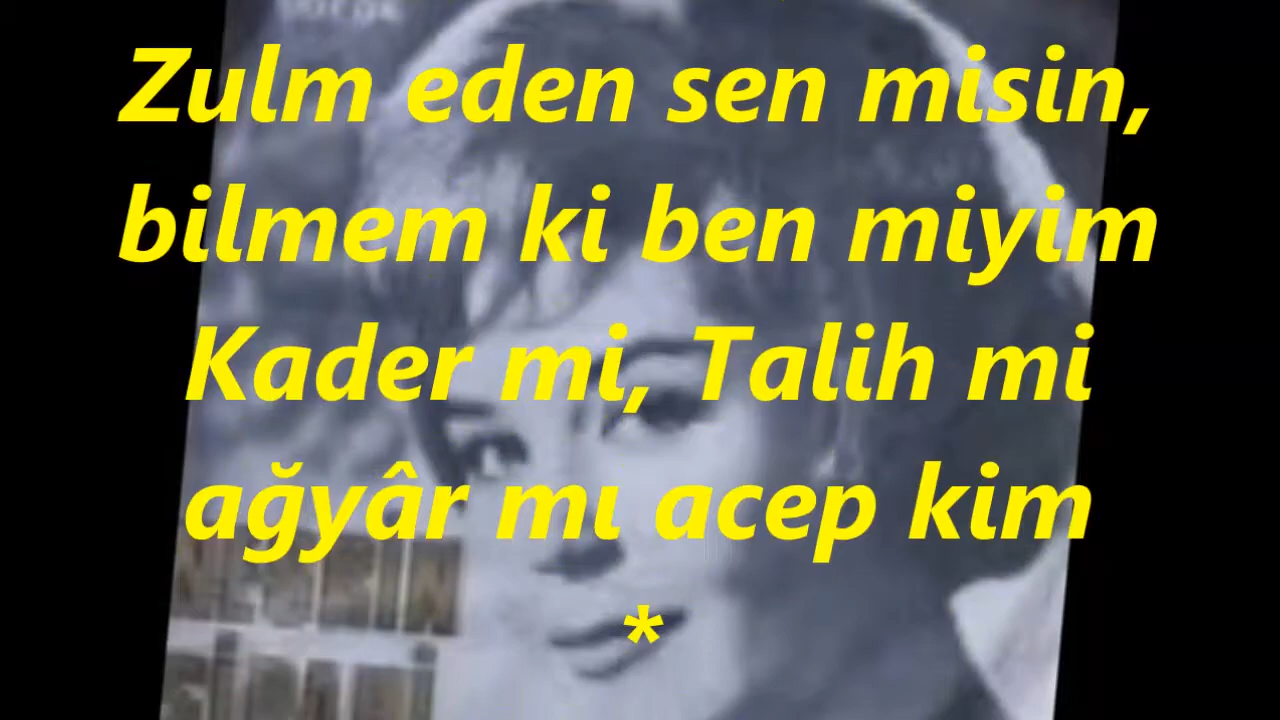 Zulm eden sen misin,
bilmem ki ben miyim
Kader mi, Talih mi
ağyâr mı acep kim
*